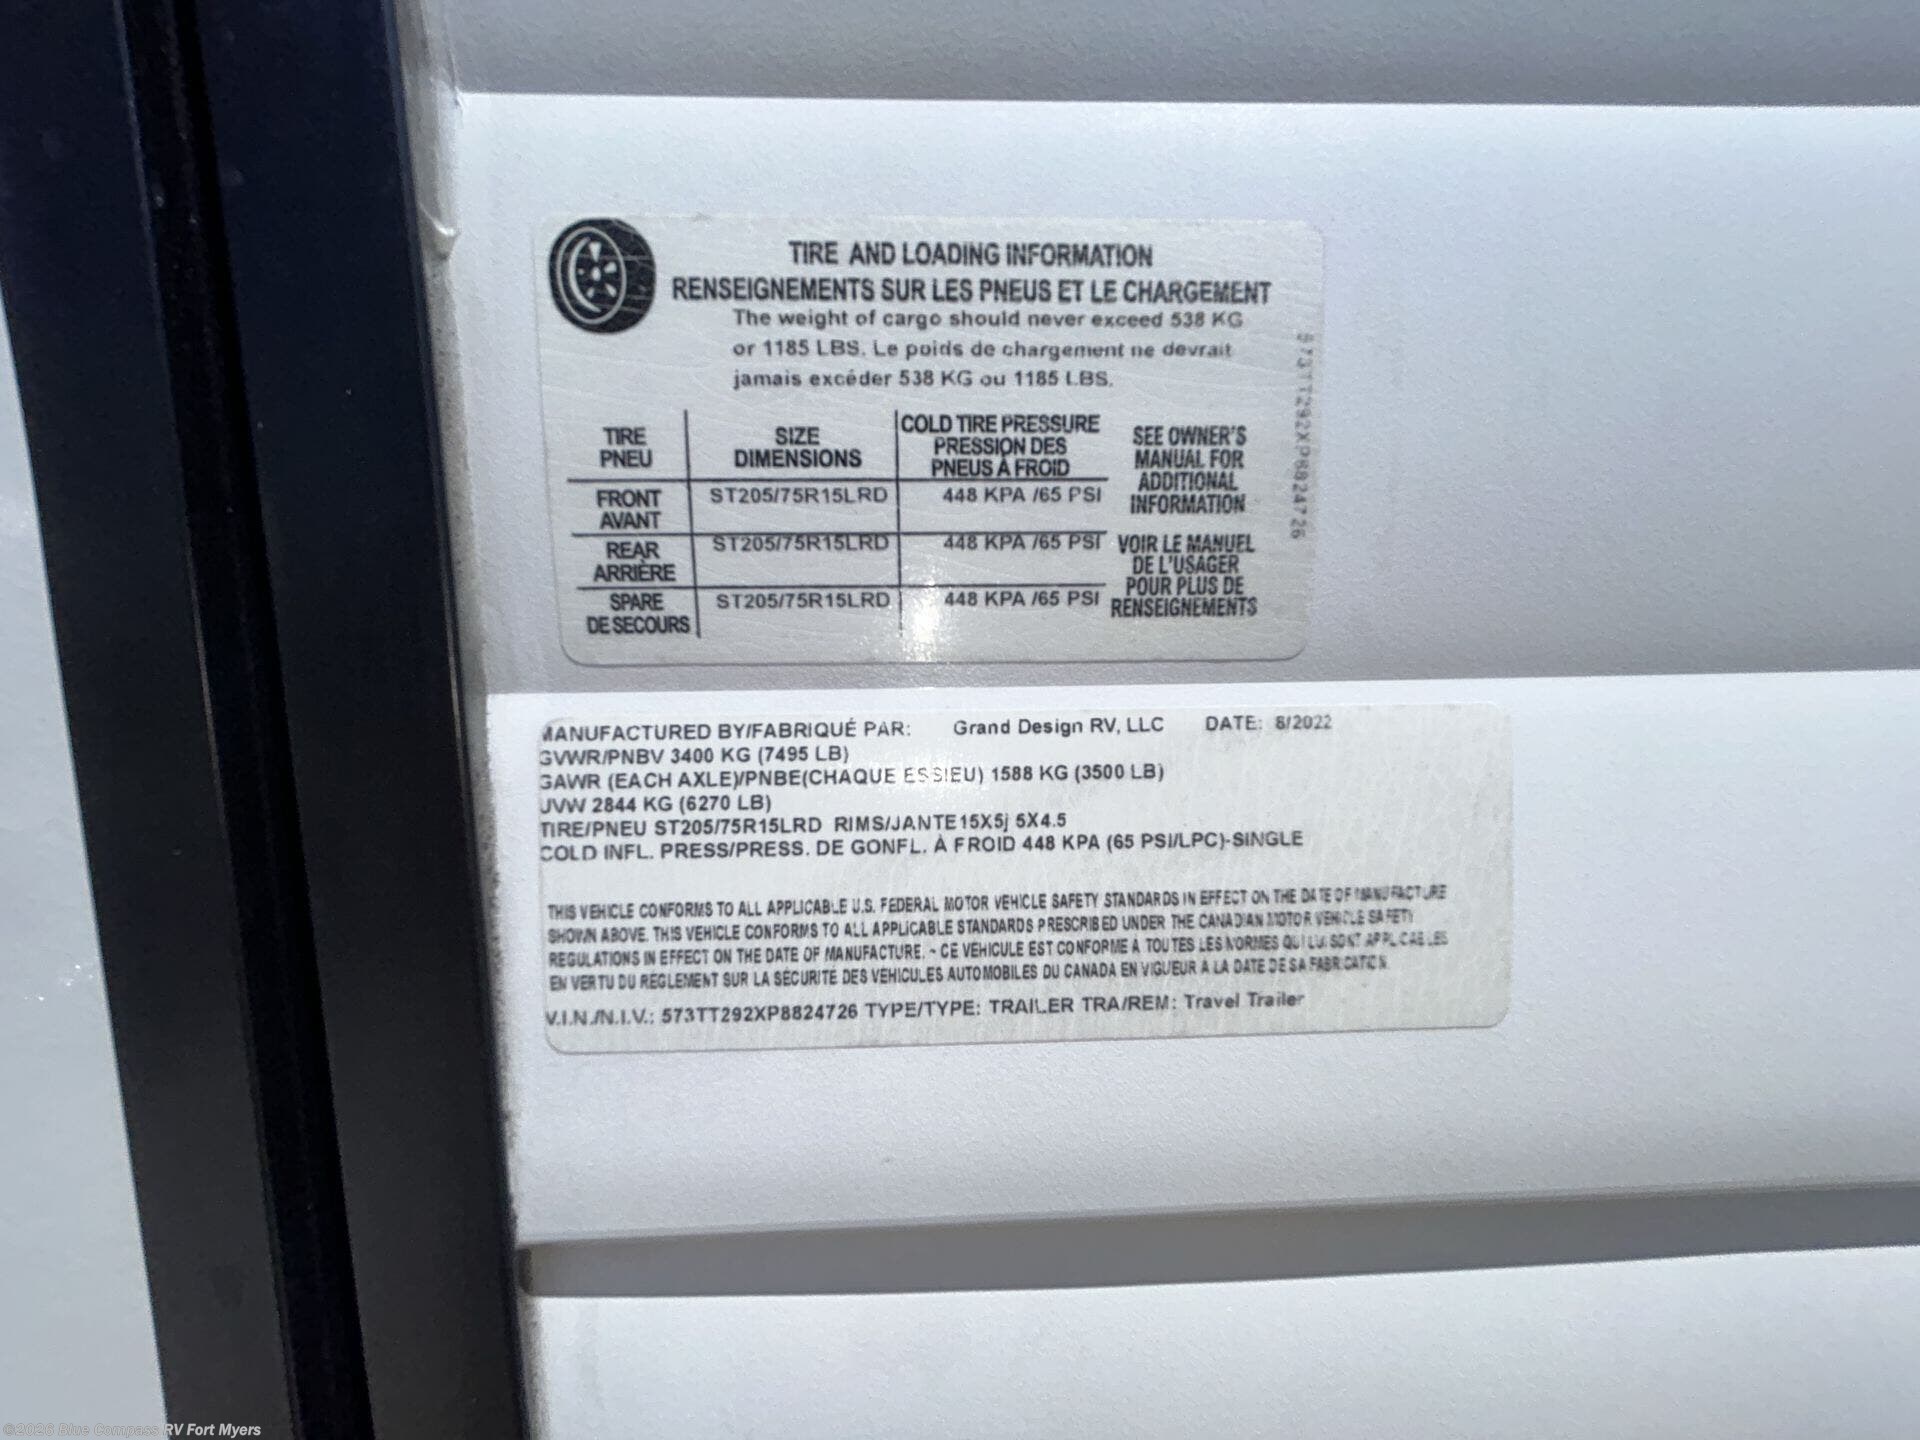 TIRE AND LOADING INFORMATION
RENSEIGNEMENTS SUR LES PNEUS ET LE CHARGEMENT
The weight of cargo should never exceed 538 KG
or 1185 LBS. Le poids de chargement ne devrait
jamais excéder 538 KG ou 1185 LBS.
TIRE
PNEU
SIZE
DIMENSIONS
COLD TIRE PRESSURE
PRESSION DES
PNEUS À FROID
FRONT
AVANT
ST205/75R15LRD
448 KPA /65 PSI
REAR
ARRIÈRE
ST205/75R15LRD
448 KPA /65 PSI
SPARE
DE SECOURS
ST205/75R15LRD
448 KPA /65 PSI
SEE OWNER'S
MANUAL FOR
ADDITIONAL
INFORMATION
VOIR LE MANUEL
DE L'USAGER
POUR PLUS DE
RENSEIGNEMENTS
573TT292XP8824726
MANUFACTURED BY/FABRIQUÉ PAR: Grand Design RV, LLC DATE: 8/2022
GVWR/PNBV 3400 KG (7495 LB)
GAWR (EACH AXLE)/PNBE(CHAQUE ESSIEU) 1588 KG (3500 LB)
UVW 2844 KG (6270 LB)
TIRE/PNEU ST205/75R15LRD RIMS/JANTE15X5j 5X4.5
COLD INFL. PRESS/PRESS. DE GONFL. À FROID 448 KPA (65 PSI/LPC)-SINGLE
THIS VEHICLE CONFORMS TO ALL APPLICABLE U.S. FEDERAL MOTOR VEHICLE SAFETY STANDARDS IN EFFECT ON THE DATE OF MANUFACTURE
SHOWN ABOVE. THIS VEHICLE CONFORMS TO ALL APPLICABLE STANDARDS PRESCRIBED UNDER THE CANADIAN MOTOR VEHICLE SAFETY
REGULATIONS IN EFFECT ON THE DATE OF MANUFACTURE. - CE VÉHICULE EST CONFORME À TOUTES LES NORMES QUI LUI SONT APPLICABLES
EN VERTU DU RÈGLEMENT SUR LA SÉCURITÉ DES VÉHICULES AUTOMOBILES DU CANADA EN VIGUEUR À LA DATE DE SA FABRICATION.
V.I.N./N.I.V.: 573TT292XP8824726 TYPE/TYPE: TRAILER TRA/REM: Travel Trailer
©2026 Blue Compass RV Fort Myers